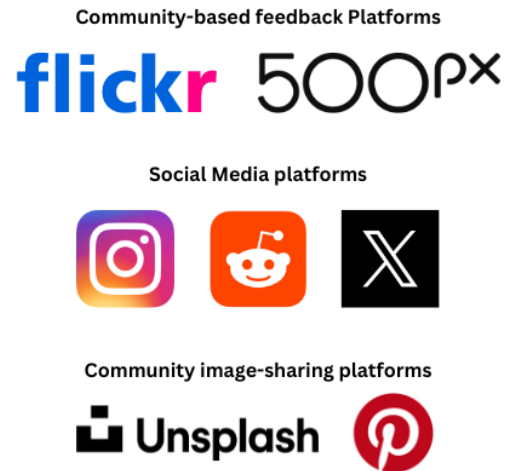 Community-based feedback Platforms
flickr 500px
Social Media platforms
X
Community image-sharing platforms
Unsplash